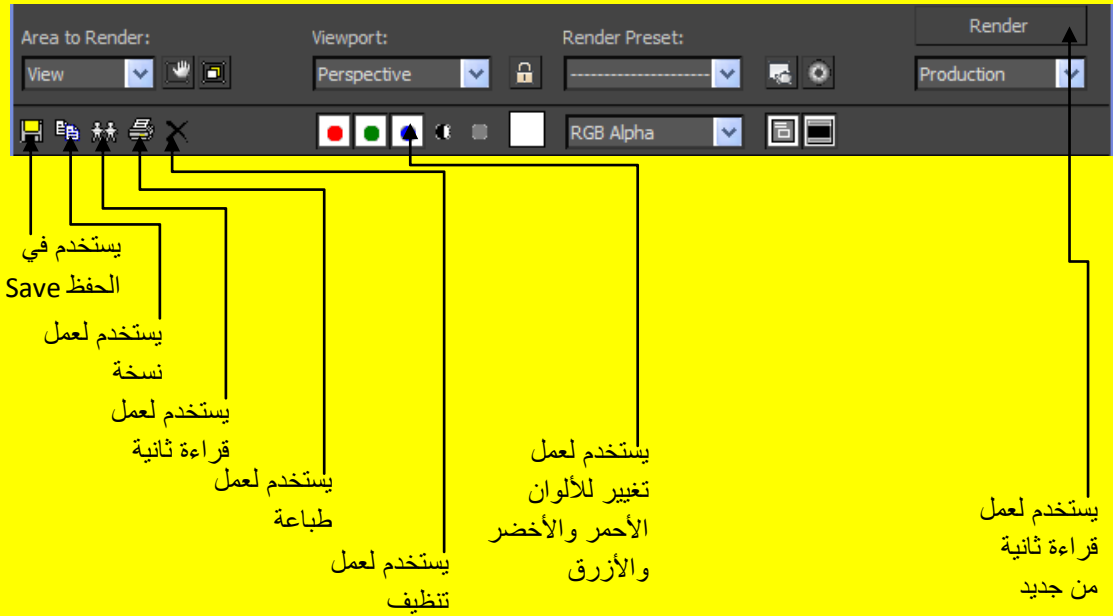 Area to Render:
Viewport:
Render Preset:
Render
View
Perspective
--------------------
Production
RGB Alpha
يستخدم في
الحفظ Save
يستخدم لعمل
نسخة
يستخدم لعمل
قراءة ثانية
يستخدم لعمل
طباعة
يستخدم لعمل
تنظيف
يستخدم لعمل
تغيير للألوان
الأحمر والأخضر
والأزرق
يستخدم لعمل
قراءة ثانية
من جديد